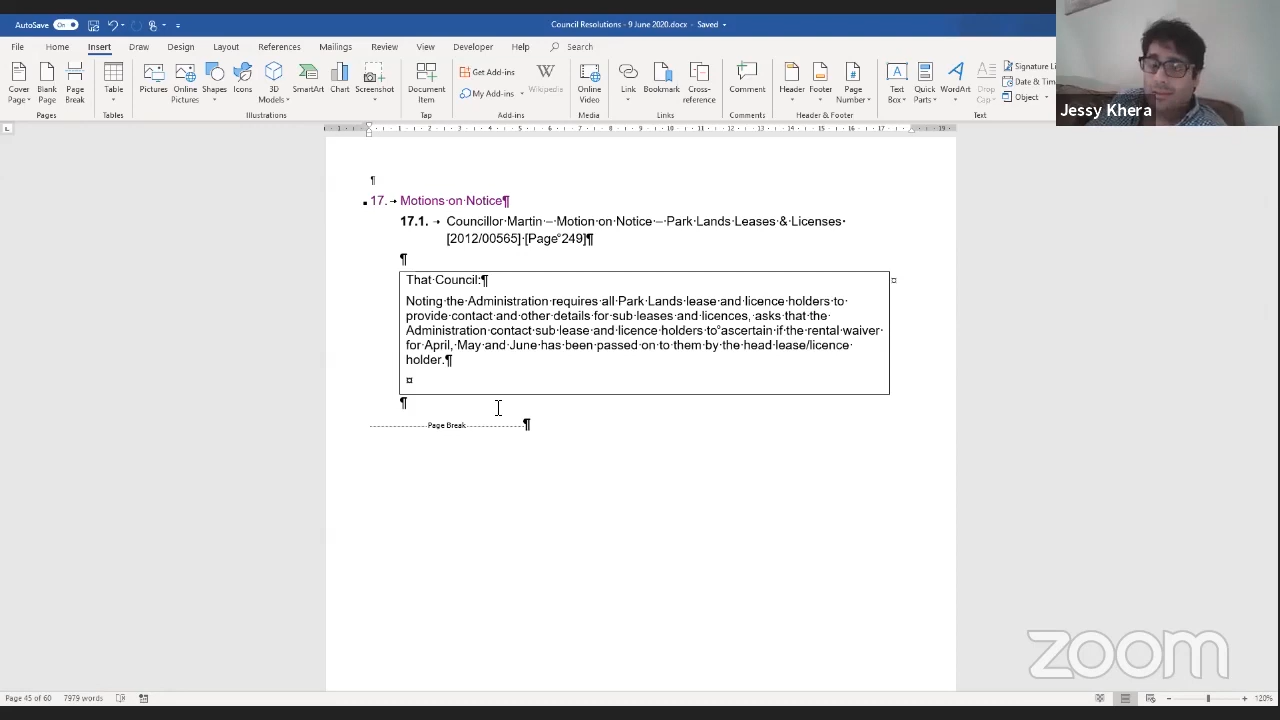 AutoSave On
Council Resolutions - 9 June 2020.docx - Saved
File Home Insert Draw Design Layout References Mailings Review View Developer Help Search
Cover Page Blank Page Page Break Table Pictures Online Pictures Shapes Icons 3D Models SmartArt Chart Screenshot Document Item Get Add-ins My Add-ins Wikipedia Online Video Link Bookmark Cross-reference Comment Header Footer Page Number Text Box Quick Parts WordArt Drop Cap Signature Li Date & Time Object
Pages Tables Illustrations Tap Add-ins Media Links Comments Header & Footer Text
Jessy Khera
17. Motions on Notice
17.1. Councillor Martin – Motion on Notice – Park Lands Leases & Licenses
[2012/00565] [Page 249]
That Council:
Noting the Administration requires all Park Lands lease and licence holders to
provide contact and other details for sub leases and licences, asks that the
Administration contact sub lease and licence holders to ascertain if the rental waiver
for April, May and June has been passed on to them by the head lease/licence
holder.
Page Break
zoom
Page 45 of 60 7979 words 120%